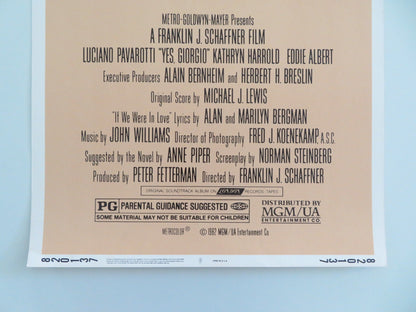 METRO-GOLDWYN-MAYER Presents
A FRANKLIN J. SCHAFFNER FILM
LUCIANO PAVAROTTI "YES, GIORGIO" KATHRYN HARROLD EDDIE ALBERT
Executive Producers ALAIN BERNHEIM and HERBERT H. BRESLIN
Original Score by MICHAEL J. LEWIS
"If We Were In Love" Lyrics by ALAN and MARILYN BERGMAN
Music by JOHN WILLIAMS Director of Photography FRED J. KOENEKAMP, A.S.C.
Suggested by the Novel by ANNE PIPER Screenplay by NORMAN STEINBERG
Produced by PETER FETTERMAN Directed by FRANKLIN J. SCHAFFNER
ORIGINAL SOUNDTRACK ALBUM ON LONDON RECORDS·TAPES
PG PARENTAL GUIDANCE SUGGESTED
SOME MATERIAL MAY NOT BE SUITABLE FOR CHILDREN
DISTRIBUTED BY
MGM/UA
ENTERTAINMENT CO.
METROCOLOR® © 1982 MGM / UA Entertainment Co
820137
820137